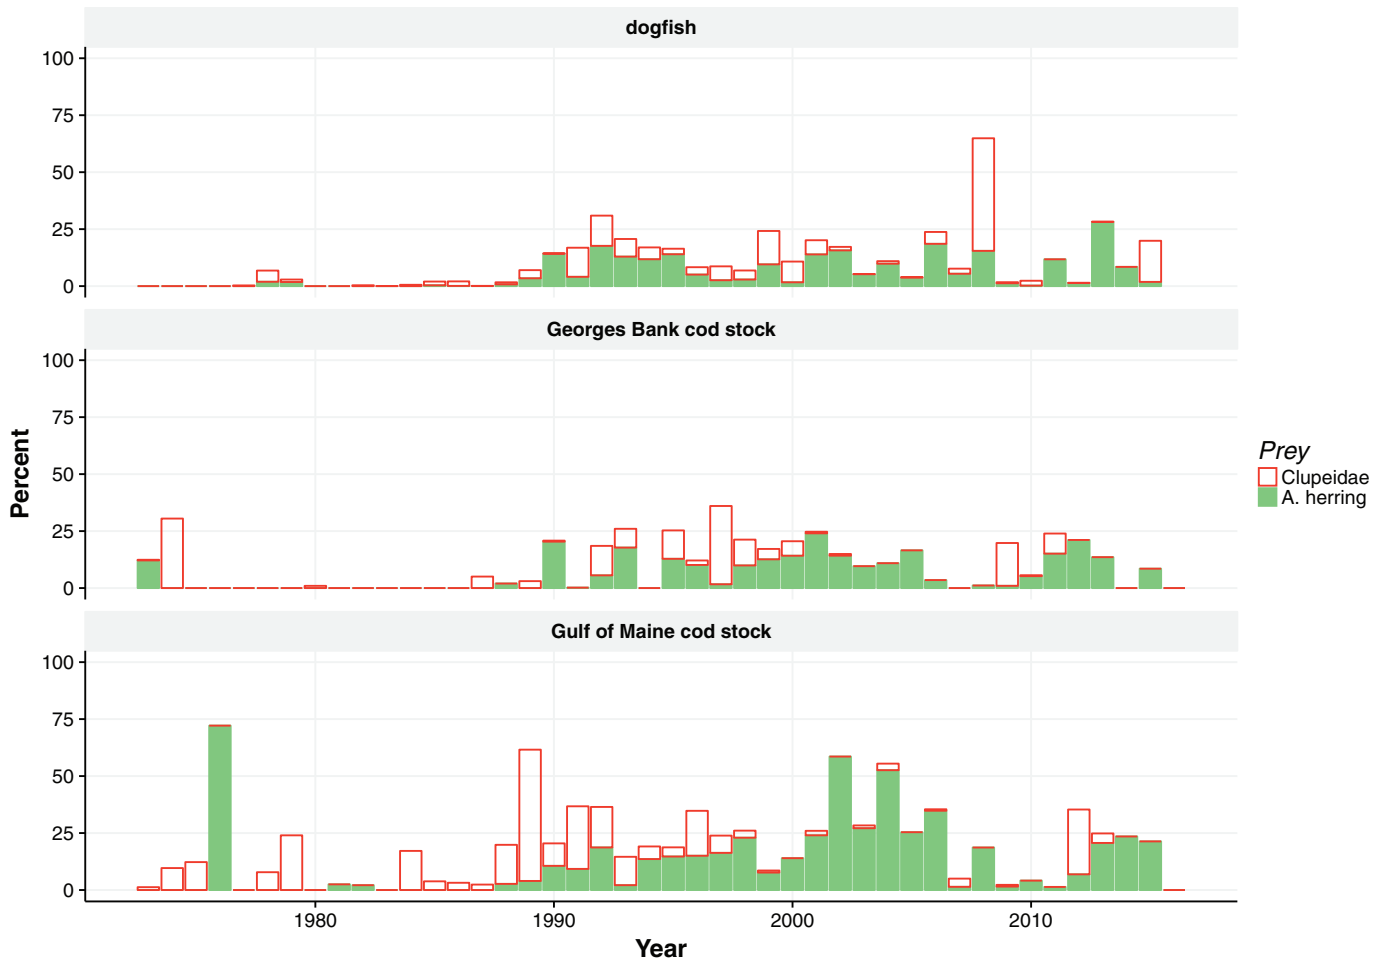 dogfish
100
75
50
25
0
Georges Bank cod stock
100
75
50
25
0
Gulf of Maine cod stock
100
75
50
25
0
1980 1990 2000 2010
Year
Percent
Prey
Clupeidae
A. herring